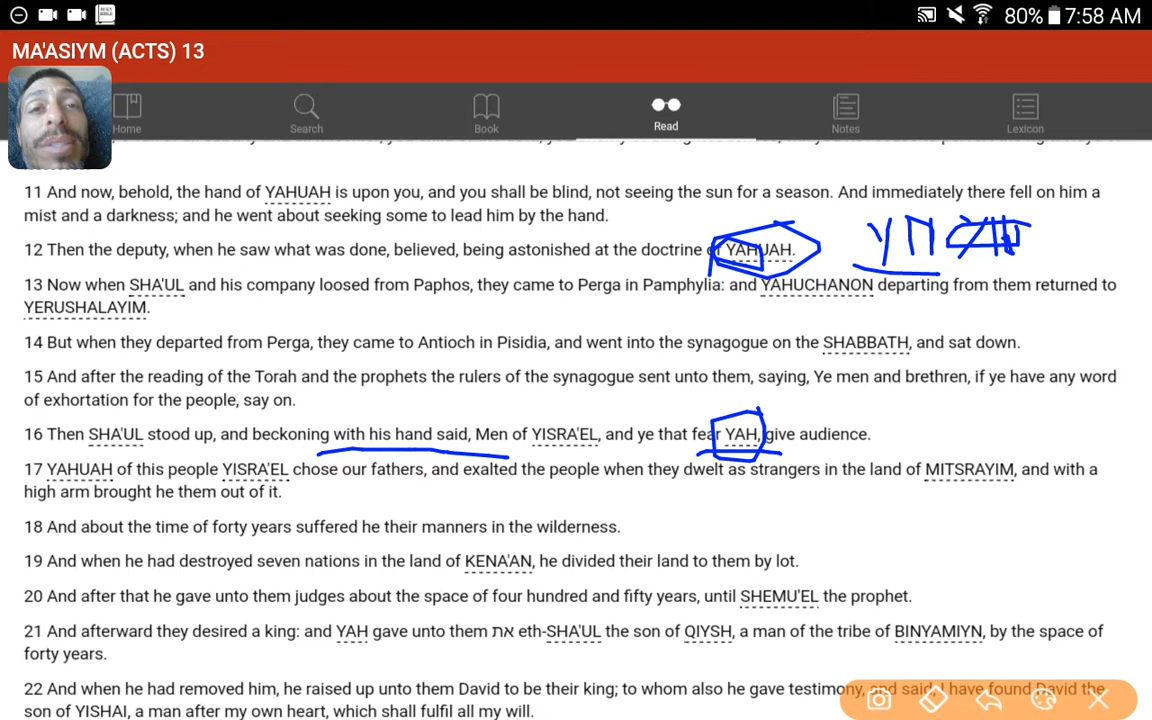 80% 7:58 AM
MA'ASIYM (ACTS) 13
Home Search Book Read Notes Lexicon
11 And now, behold, the hand of YAHUAH is upon you, and you shall be blind, not seeing the sun for a season. And immediately there fell on him a
mist and a darkness; and he went about seeking some to lead him by the hand.
12 Then the deputy, when he saw what was done, believed, being astonished at the doctrine of YAHUAH.
13 Now when SHA'UL and his company loosed from Paphos, they came to Perga in Pamphylia: and YAHUCHANON departing from them returned to
YERUSHALAYIM.
14 But when they departed from Perga, they came to Antioch in Pisidia, and went into the synagogue on the SHABBATH, and sat down.
15 And after the reading of the Torah and the prophets the rulers of the synagogue sent unto them, saying, Ye men and brethren, if ye have any word
of exhortation for the people, say on.
16 Then SHA'UL stood up, and beckoning with his hand said, Men of YISRA'EL, and ye that fear YAH, give audience.
17 YAHUAH of this people YISRA'EL chose our fathers, and exalted the people when they dwelt as strangers in the land of MITSRAYIM, and with a
high arm brought he them out of it.
18 And about the time of forty years suffered he their manners in the wilderness.
19 And when he had destroyed seven nations in the land of KENA'AN, he divided their land to them by lot.
20 And after that he gave unto them judges about the space of four hundred and fifty years, until SHEMU'EL the prophet.
21 And afterward they desired a king: and YAH gave unto them את eth-SHA'UL the son of QIYSH, a man of the tribe of BINYAMIYN, by the space of
forty years.
22 And when he had removed him, he raised up unto them David to be their king; to whom also he gave testimony, and said, I have found David the
son of YISHAI, a man after my own heart, which shall fulfil all my will.